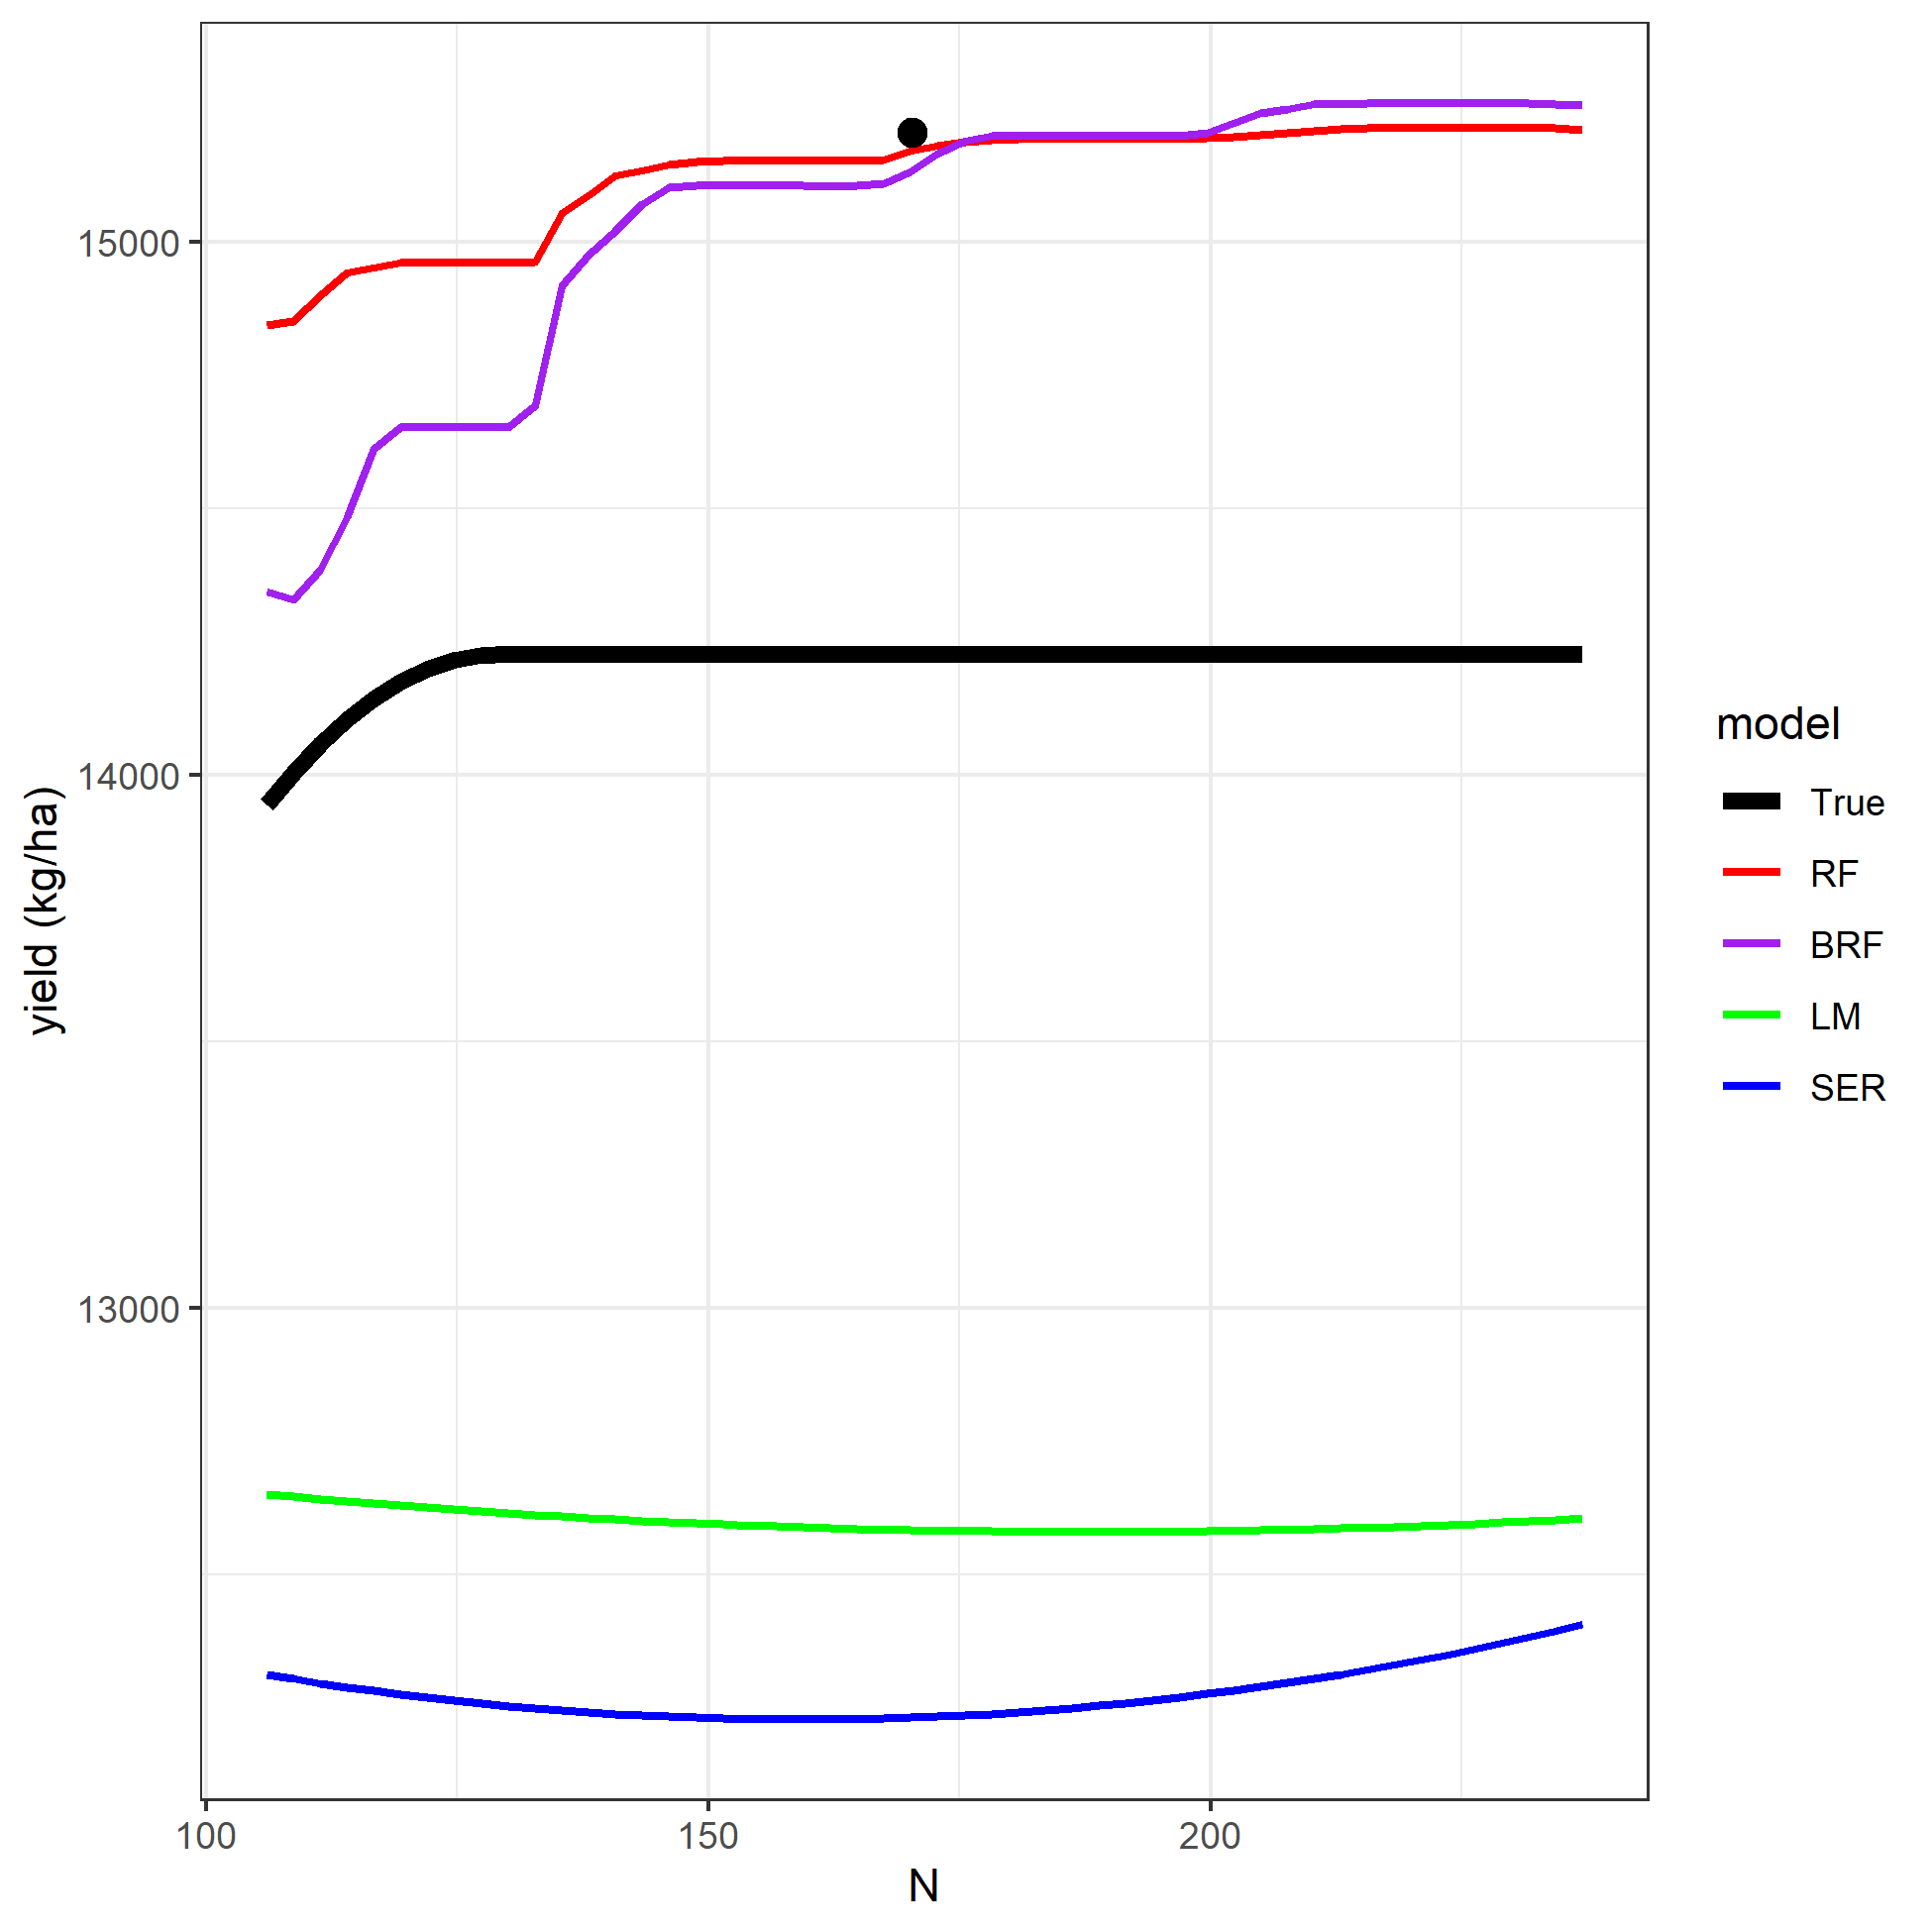 15000
14000
13000
yield (kg/ha)
100
150
200
N
model
True
RF
BRF
LM
SER